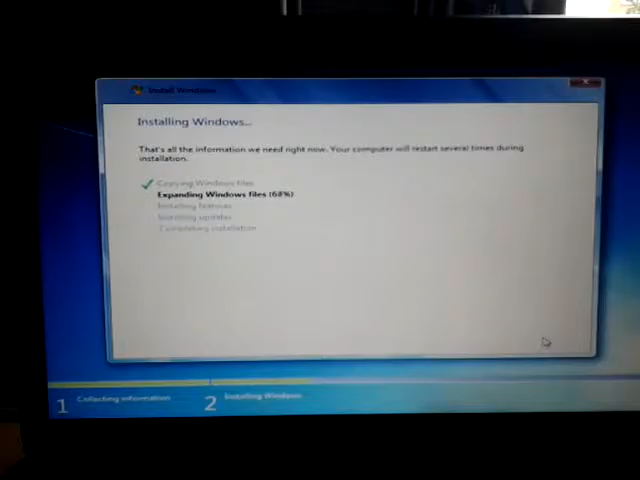 Install Windows
Installing Windows...
That's all the information we need right now. Your computer will restart several times during
installation.
Copying Windows files
Expanding Windows files (68%)
Installing features
Installing updates
Completing installation
1 Collecting information
2 Installing Windows